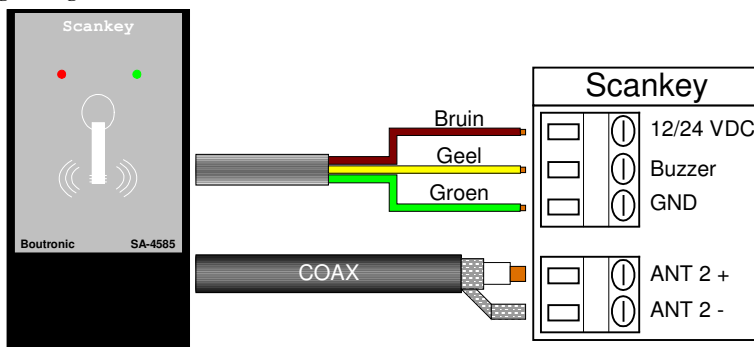 Scankey
Boutronic SA-4585
Bruin
Geel
Groen
COAX
Scankey
12/24 VDC
Buzzer
GND
ANT 2 +
ANT 2 -